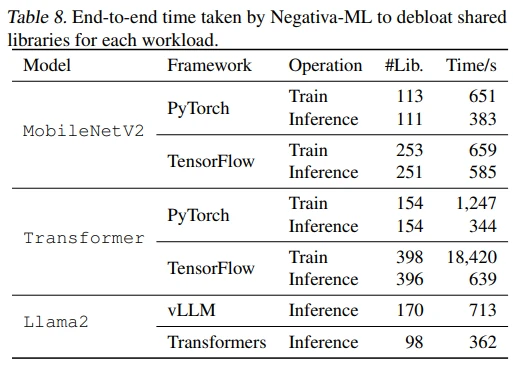 Table 8. End-to-end time taken by Negativa-ML to debloat shared
libraries for each workload.
Model Framework Operation #Lib. Time/s
MobileNetV2 PyTorch Train 113 651
Inference 111 383
TensorFlow Train 253 659
Inference 251 585
Transformer PyTorch Train 154 1,247
Inference 154 344
TensorFlow Train 398 18,420
Inference 396 639
Llama2 vLLM Inference 170 713
Transformers Inference 98 362